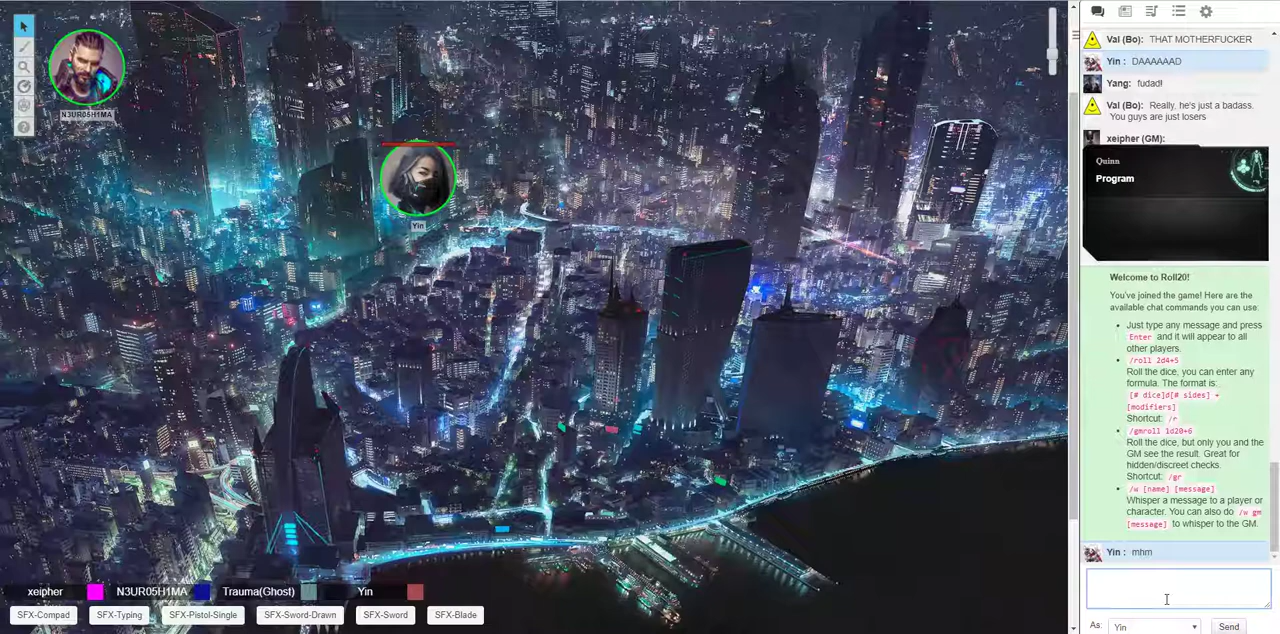 N3UR05H1MA
Yin
xeipher
N3UR05H1MA
Trauma(Ghost)
Yin
SFX-Compad
SFX-Typing
SFX-Pistol-Single
SFX-Sword-Drawn
SFX-Sword
SFX-Blade
Val (Bo): THAT MOTHERFUCKER
Yin : DAAAAAAD
Yang: fudad!
Val (Bo): Really, he's just a badass.
You guys are just losers
xeipher (GM):
Quinn
Program
Welcome to Roll20!
You've joined the game! Here are the
available chat commands you can use:
• Just type any message and press
Enter and it will appear to all
other players.
• /roll 2d4+5
Roll the dice, you can enter any
formula. The format is:
[# dice]d[# sides] +
[modifiers]
Shortcut: /r
• /gmroll 1d20+6
Roll the dice, but only you and the
GM see the result. Great for
hidden/discreet checks.
Shortcut: /gr
• /w [name] [message]
Whisper a message to a player or
character. You can also do /w gm
[message] to whisper to the GM.
Yin : mhm
As:
Yin
Send